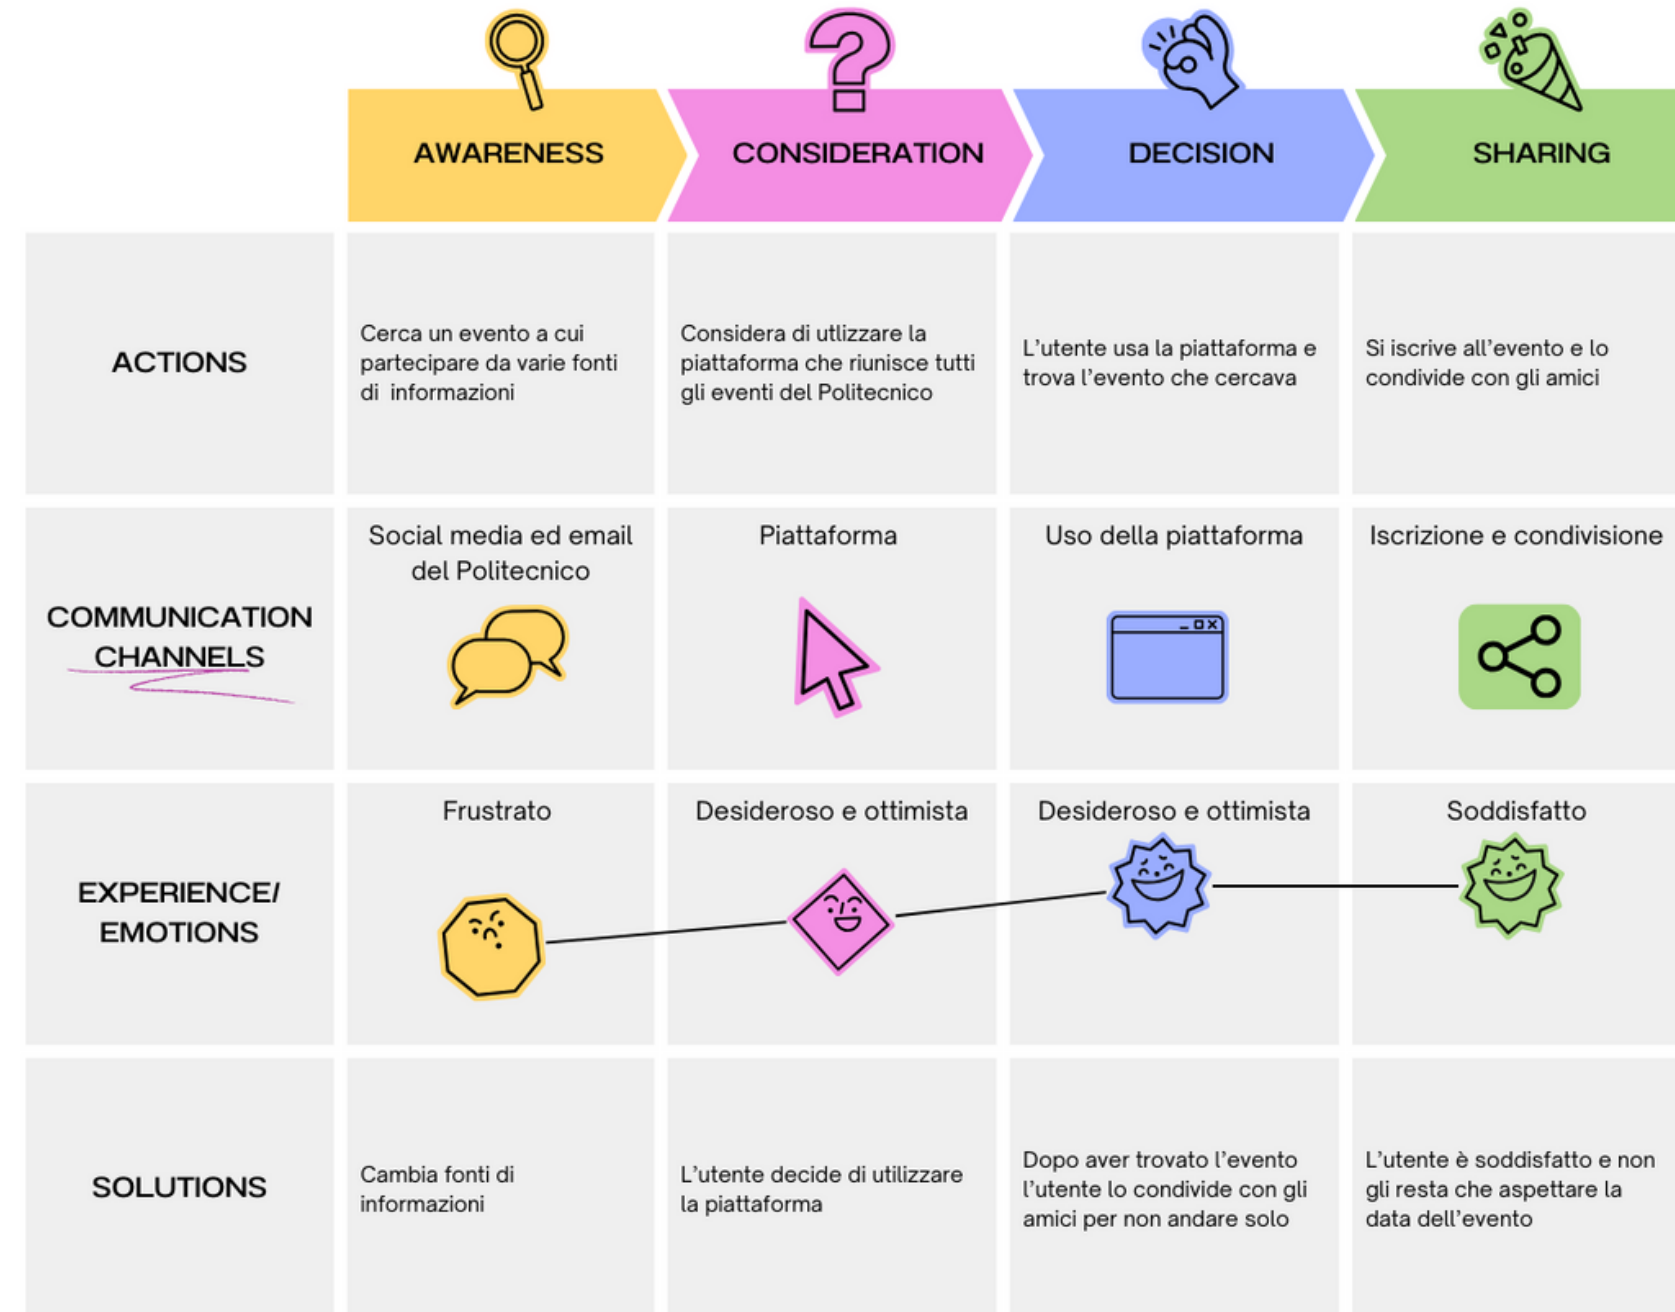 AWARENESS
CONSIDERATION
DECISION
SHARING
ACTIONS
Cerca un evento a cui
partecipare da varie fonti
di informazioni
Considera di utlizzare la
piattaforma che riunisce tutti
gli eventi del Politecnico
L'utente usa la piattaforma e
trova l'evento che cercava
Si iscrive all'evento e lo
condivide con gli amici
COMMUNICATION
CHANNELS
Social media ed email
del Politecnico
Piattaforma
Uso della piattaforma
Iscrizione e condivisione
EXPERIENCE/
EMOTIONS
Frustrato
Desideroso e ottimista
Desideroso e ottimista
Soddisfatto
SOLUTIONS
Cambia fonti di
informazioni
L'utente decide di utilizzare
la piattaforma
Dopo aver trovato l'evento
l'utente lo condivide con gli
amici per non andare solo
L'utente è soddisfatto e non
gli resta che aspettare la
data dell'evento